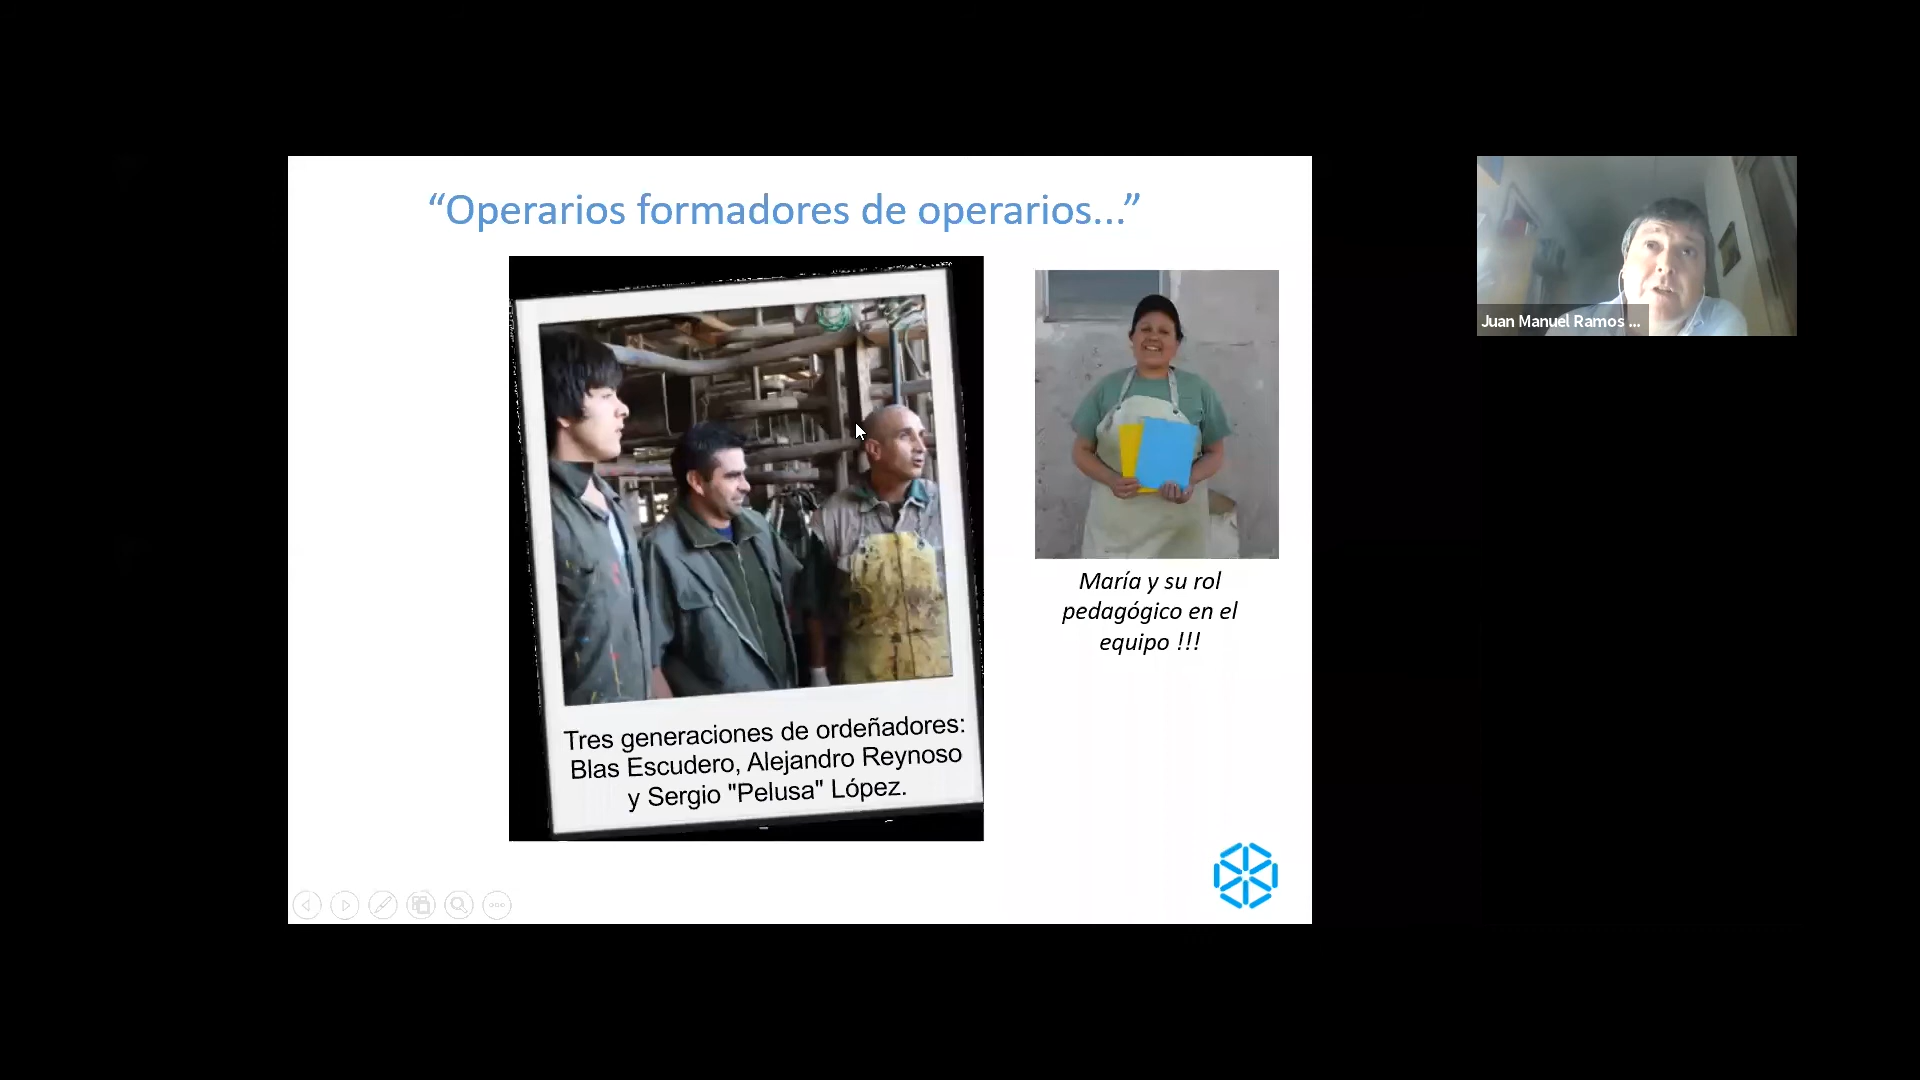 “Operarios formadores de operarios...”
Tres generaciones de ordeñadores:
Blas Escudero, Alejandro Reynoso
y Sergio "Pelusa" López.
María y su rol
pedagógico en el
equipo !!!
Juan Manuel Ramos ...